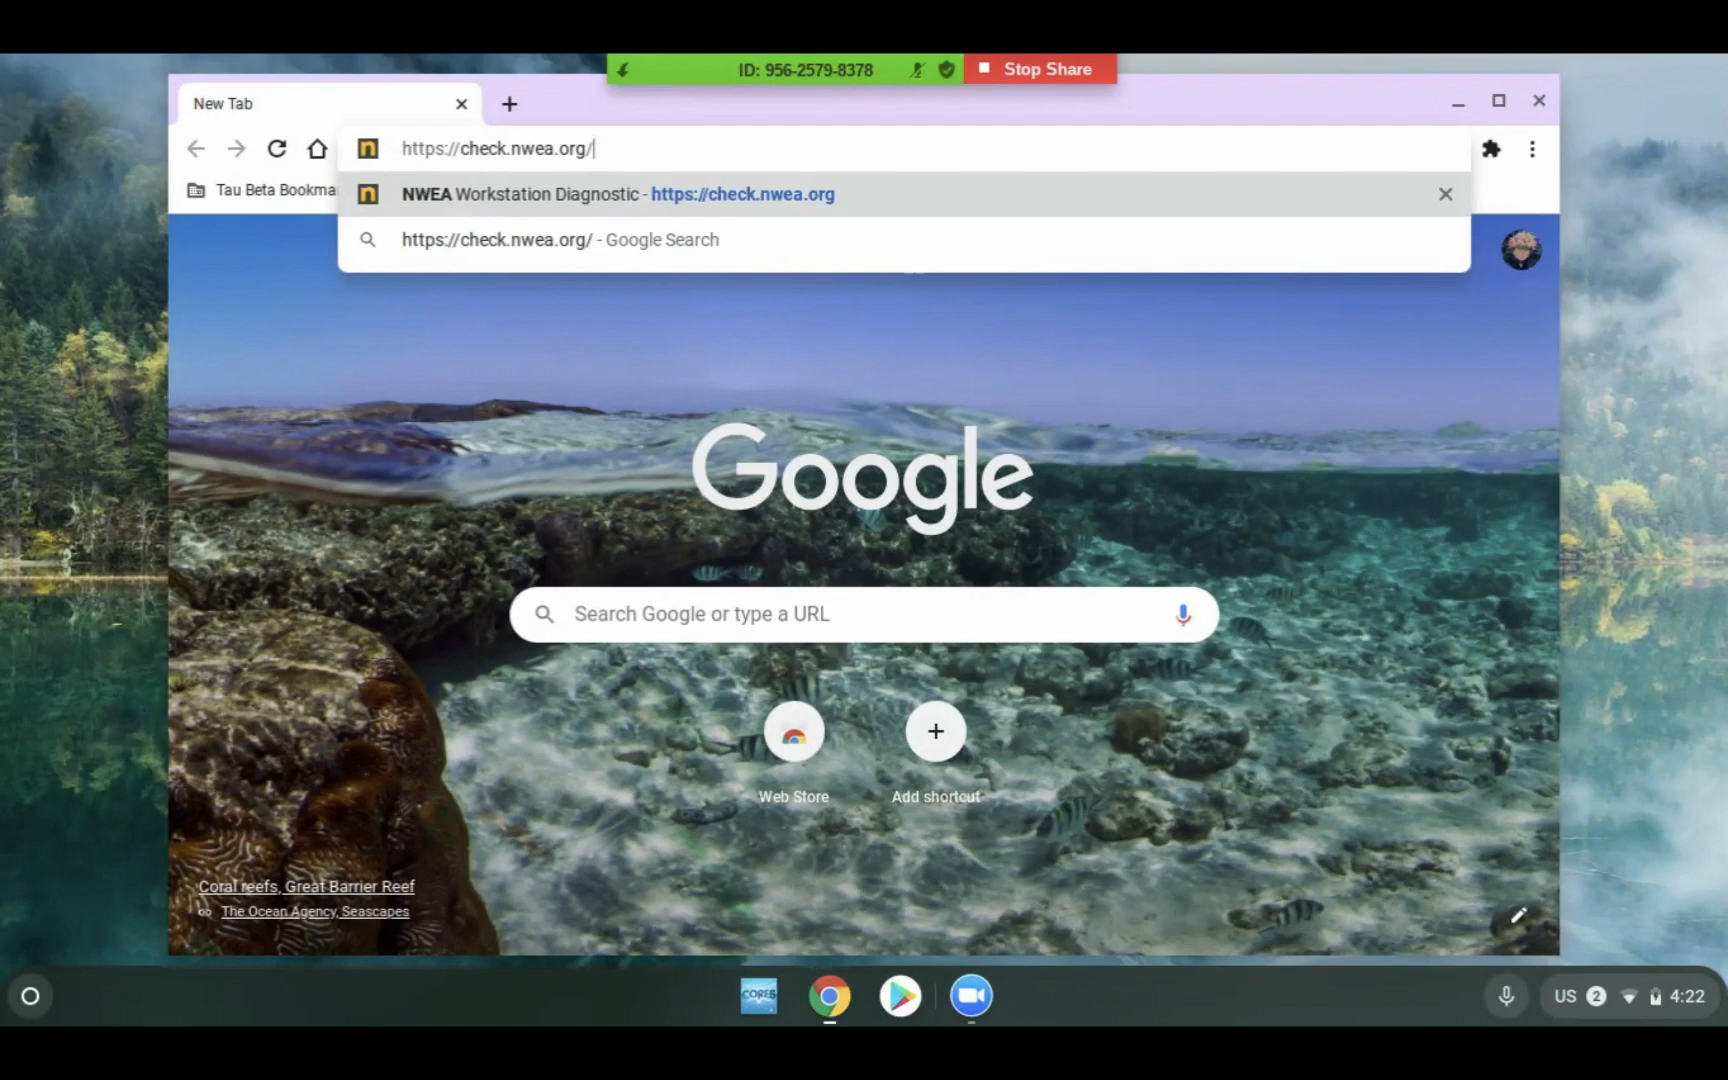 ID: 956-2579-8378
Stop Share
New Tab
https://check.nwea.org/
Tau Beta Bookma
NWEA Workstation Diagnostic - https://check.nwea.org
https://check.nwea.org/ - Google Search
Google
Search Google or type a URL
Web Store
Add shortcut
Coral reefs, Great Barrier Reef
The Ocean Agency, Seascapes
CORE5
US 2 4:22